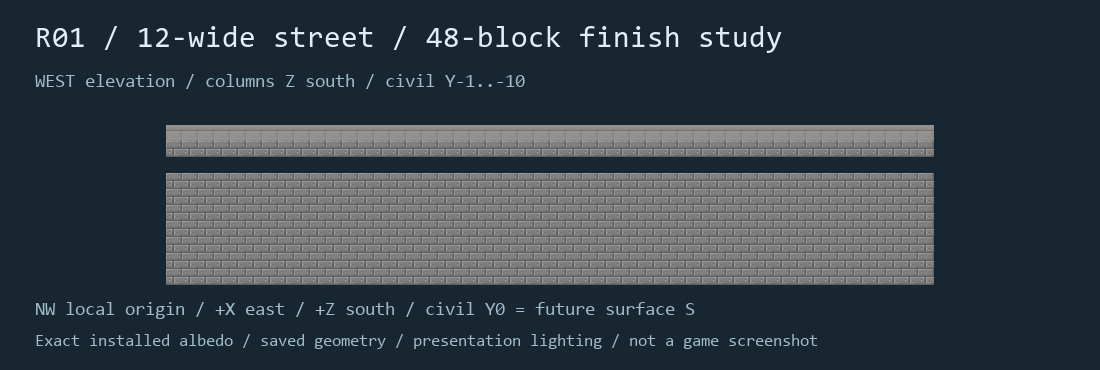 R01 / 12-wide street / 48-block finish study
WEST elevation / columns Z south / civil Y-1..-10
NW local origin / +X east / +Z south / civil Y0 = future surface S
Exact installed albedo / saved geometry / presentation lighting / not a game screenshot